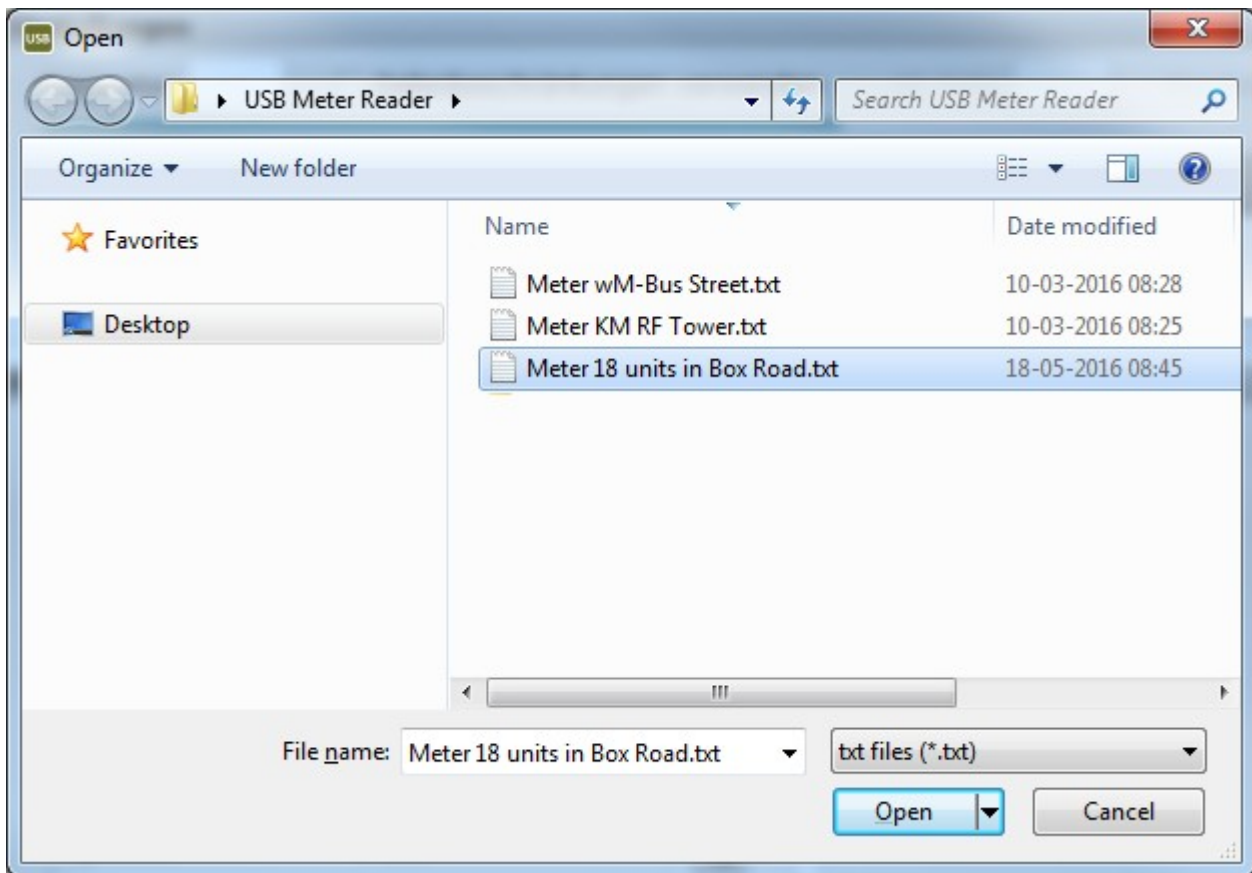 USB Open
USB Meter Reader
Search USB Meter Reader
Organize
New folder
Favorites
Desktop
Name
Date modified
Meter wM-Bus Street.txt
10-03-2016 08:28
Meter KM RF Tower.txt
10-03-2016 08:25
Meter 18 units in Box Road.txt
18-05-2016 08:45
File name: Meter 18 units in Box Road.txt
txt files (*.txt)
Open
Cancel